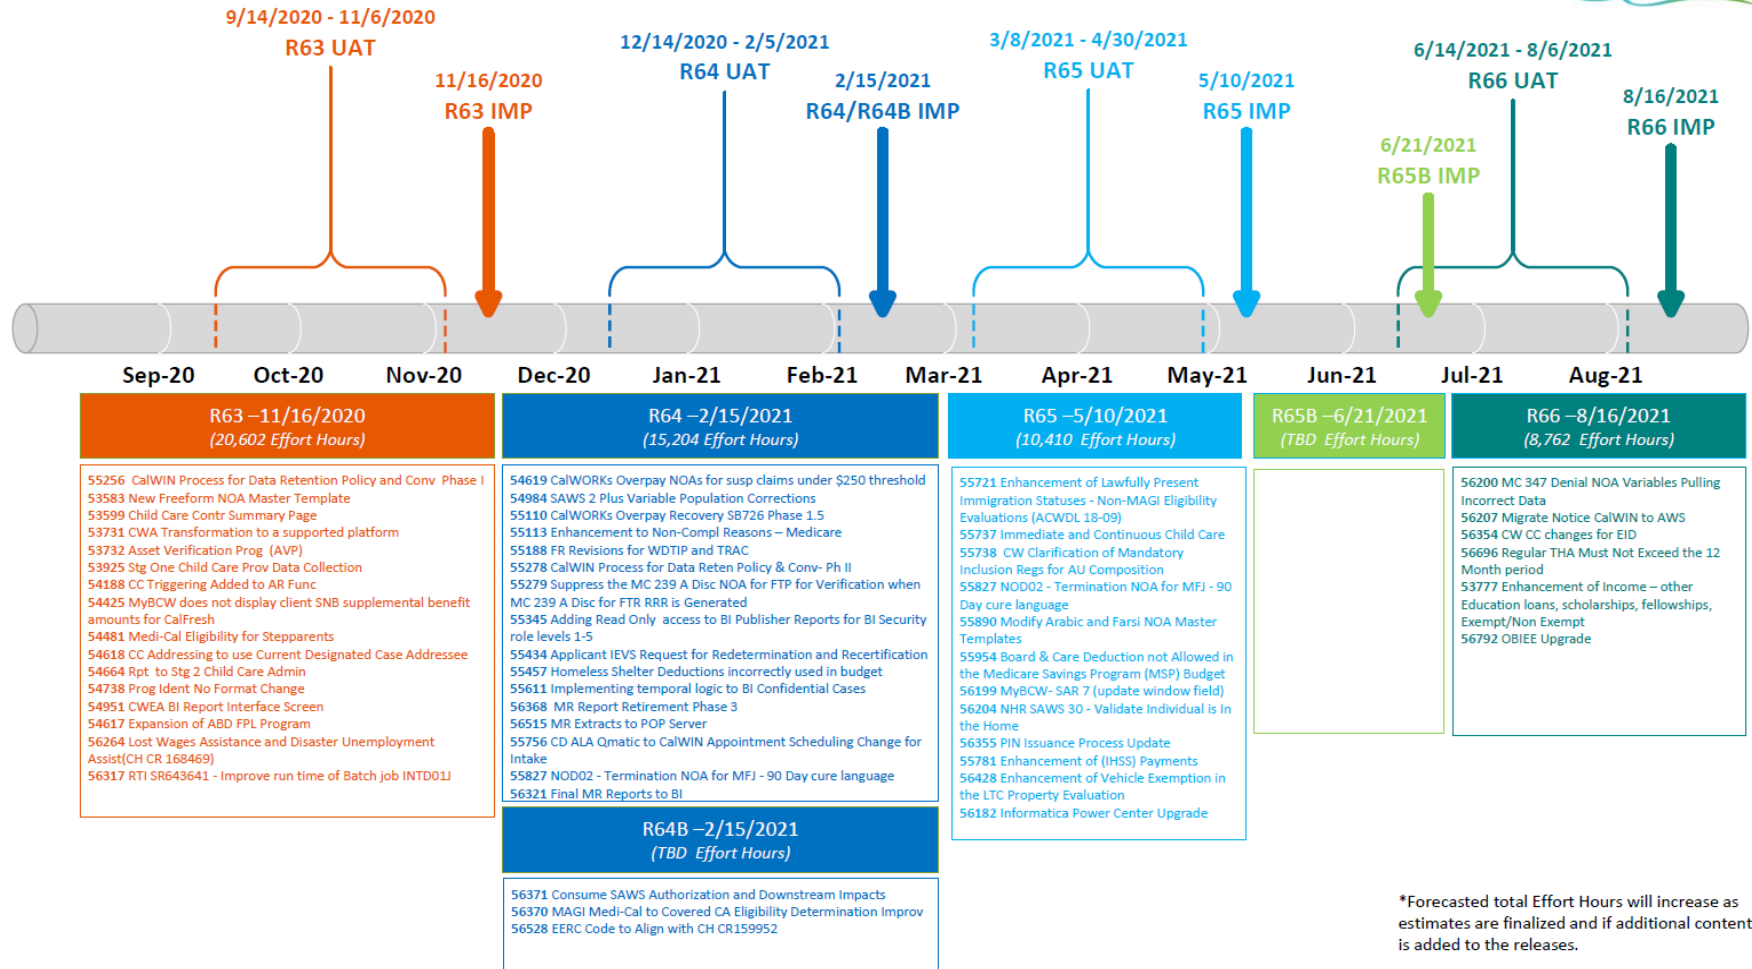 9/14/2020 - 11/6/2020
R63 UAT
11/16/2020
R63 IMP
12/14/2020 - 2/5/2021
R64 UAT
2/15/2021
R64/R64B IMP
3/8/2021 - 4/30/2021
R65 UAT
5/10/2021
R65 IMP
6/21/2021
R65B IMP
6/14/2021 - 8/6/2021
R66 UAT
8/16/2021
R66 IMP
Sep-20 Oct-20 Nov-20 Dec-20 Jan-21 Feb-21 Mar-21 Apr-21 May-21 Jun-21 Jul-21 Aug-21
R63 –11/16/2020
(20,602 Effort Hours)
55256 CalWIN Process for Data Retention Policy and Conv Phase I
53583 New Freeform NOA Master Template
53599 Child Care Contr Summary Page
53731 CWA Transformation to a supported platform
53732 Asset Verification Prog (AVP)
53925 Stg One Child Care Prov Data Collection
54188 CC Triggering Added to AR Func
54425 MyBCW does not display client SNB supplemental benefit
amounts for CalFresh
54481 Medi-Cal Eligibility for Stepparents
54618 CC Addressing to use Current Designated Case Addressee
54664 Rpt to Stg 2 Child Care Admin
54738 Prog Ident No Format Change
54951 CWEA BI Report Interface Screen
54617 Expansion of ABD FPL Program
56264 Lost Wages Assistance and Disaster Unemployment
Assist(CH CR 168469)
56317 RTI SR643641 - Improve run time of Batch job INTD01J
R64 –2/15/2021
(15,204 Effort Hours)
54619 CalWORKs Overpay NOAs for susp claims under $250 threshold
54984 SAWS 2 Plus Variable Population Corrections
55110 CalWORKs Overpay Recovery SB726 Phase 1.5
55113 Enhancement to Non-Compl Reasons – Medicare
55188 FR Revisions for WDTIP and TRAC
55278 CalWIN Process for Data Reten Policy & Conv- Ph II
55279 Suppress the MC 239 A Disc NOA for FTP for Verification when
MC 239 A Disc for FTR RRR is Generated
55345 Adding Read Only access to BI Publisher Reports for BI Security
role levels 1-5
55434 Applicant IEVS Request for Redetermination and Recertification
55457 Homeless Shelter Deductions incorrectly used in budget
55611 Implementing temporal logic to BI Confidential Cases
56368 MR Report Retirement Phase 3
56515 MR Extracts to POP Server
55756 CD ALA Qmatic to CalWIN Appointment Scheduling Change for
Intake
55827 NOD02 - Termination NOA for MFJ - 90 Day cure language
56321 Final MR Reports to BI
R64B –2/15/2021
(TBD Effort Hours)
56371 Consume SAWS Authorization and Downstream Impacts
56370 MAGI Medi-Cal to Covered CA Eligibility Determination Improv
56528 EERC Code to Align with CH CR159952
R65 –5/10/2021
(10,410 Effort Hours)
55721 Enhancement of Lawfully Present
Immigration Statuses - Non-MAGI Eligibility
Evaluations (ACWDL 18-09)
55737 Immediate and Continuous Child Care
55738 CW Clarification of Mandatory
Inclusion Regs for AU Composition
55827 NOD02 - Termination NOA for MFJ - 90
Day cure language
55890 Modify Arabic and Farsi NOA Master
Templates
55954 Board & Care Deduction not Allowed in
the Medicare Savings Program (MSP) Budget
56199 MyBCW- SAR 7 (update window field)
56204 NHR SAWS 30 - Validate Individual is In
the Home
56355 PIN Issuance Process Update
55781 Enhancement of (IHSS) Payments
56428 Enhancement of Vehicle Exemption in
the LTC Property Evaluation
56182 Informatica Power Center Upgrade
R65B –6/21/2021
(TBD Effort Hours)
R66 –8/16/2021
(8,762 Effort Hours)
56200 MC 347 Denial NOA Variables Pulling
Incorrect Data
56207 Migrate Notice CalWIN to AWS
56354 CW CC changes for EID
56696 Regular THA Must Not Exceed the 12
Month period
53777 Enhancement of Income – other
Education loans, scholarships, fellowships,
Exempt/Non Exempt
56792 OBIEE Upgrade
*Forecasted total Effort Hours will increase as
estimates are finalized and if additional content
is added to the releases.